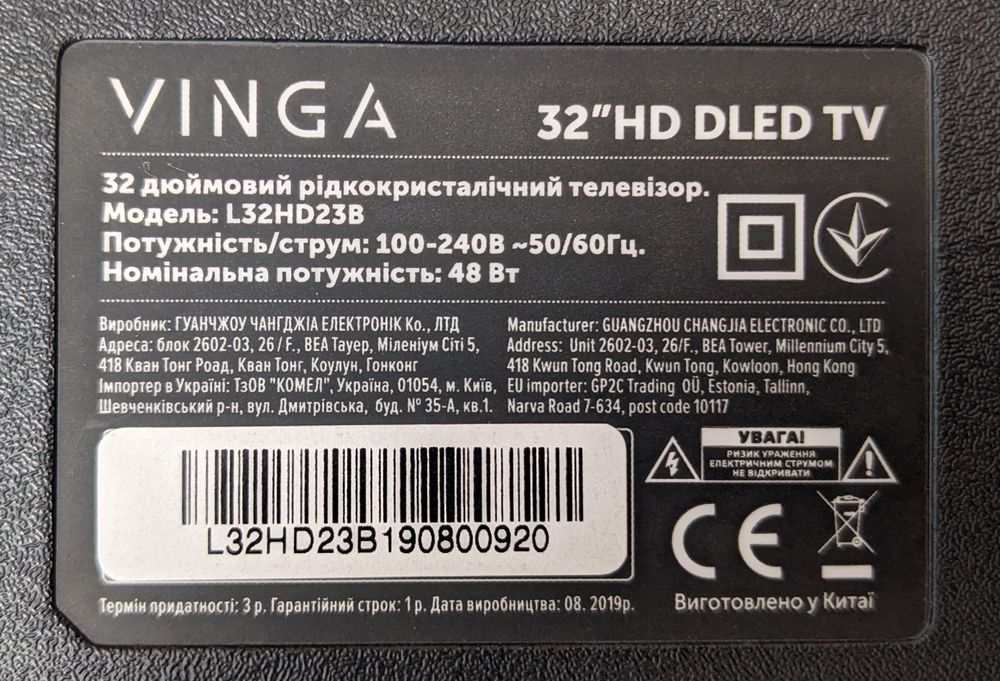 VINGA
32"HD DLED TV
32 дюймовий рідкокристалічний телевізор.
Модель: L32HD23B
Потужність/струм: 100-240В ~50/60Гц.
Номінальна потужність: 48 Вт
Виробник: ГУАНЧЖОУ ЧАНГДЖІА ЕЛЕКТРОНІК Ко., ЛТД
Адреса: блок 2602-03, 26 / F., BEA Тауер, Міленіум Сіті 5,
418 Кван Тонг Роад, Кван Тонг, Коулун, Гонконг
Імпортер в Україні: ТзОВ "КОМЕЛ", Україна, 01054, м. Київ,
Шевченківський р-н, вул. Дмитрівська, буд. № 35-А, кв.1.
Manufacturer: GUANGZHOU CHANGJIA ELECTRONIC CO., LTD
Address: Unit 2602-03, 26/F., BEA Tower, Millennium City 5,
418 Kwun Tong Road, Kwun Tong, Kowloon, Hong Kong
EU importer: GP2C Trading OÜ, Estonia, Tallinn,
Narva Road 7-634, post code 10117
L32HD23B190800920
УВАГА!
РИЗИК УРАЖЕННЯ
ЕЛЕКТРИЧНИМ СТРУМОМ
НЕ ВІДКРИВАТИ
CE
Термін придатності: 3 р. Гарантійний строк: 1 р. Дата виробництва: 08. 2019р.
Виготовлено у Китаї